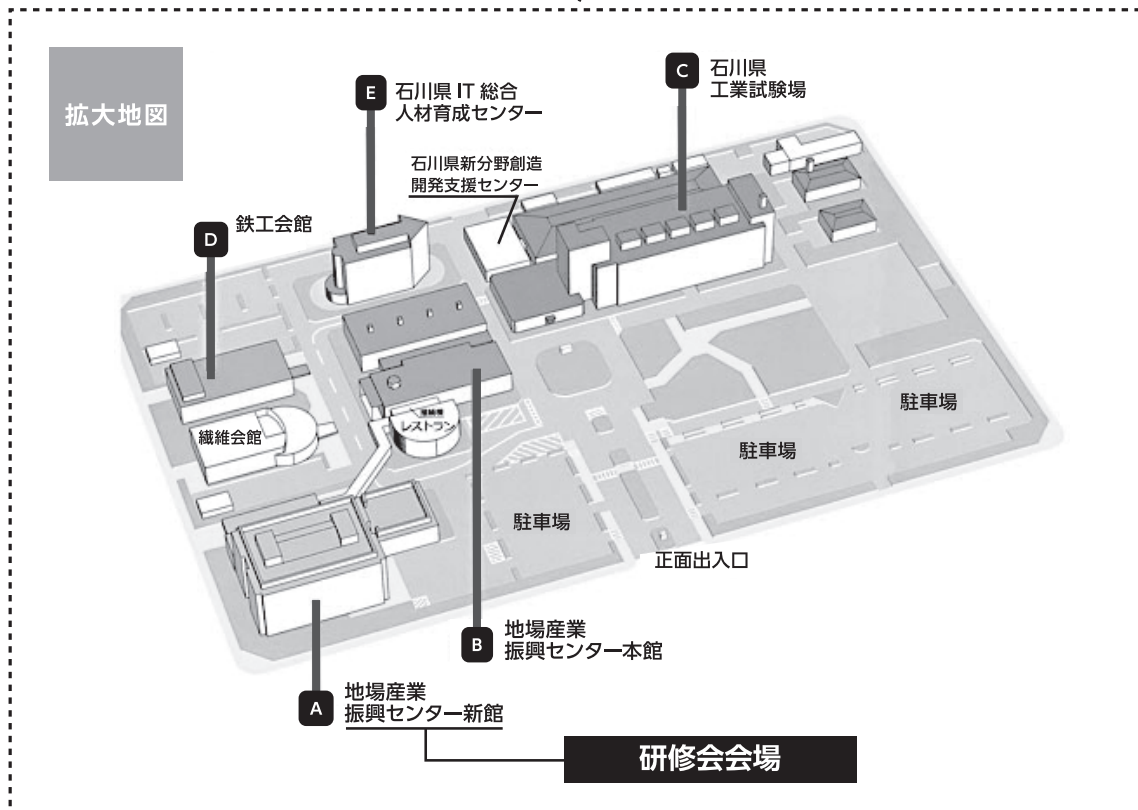 拡大地図
E
石川県 IT 総合
人材育成センター
C
石川県
工業試験場
石川県新分野創造
開発支援センター
D
鉄工会館
繊維会館
レストラン
駐車場
駐車場
駐車場
正面出入口
B
地場産業
振興センター本館
A
地場産業
振興センター新館
研修会会場